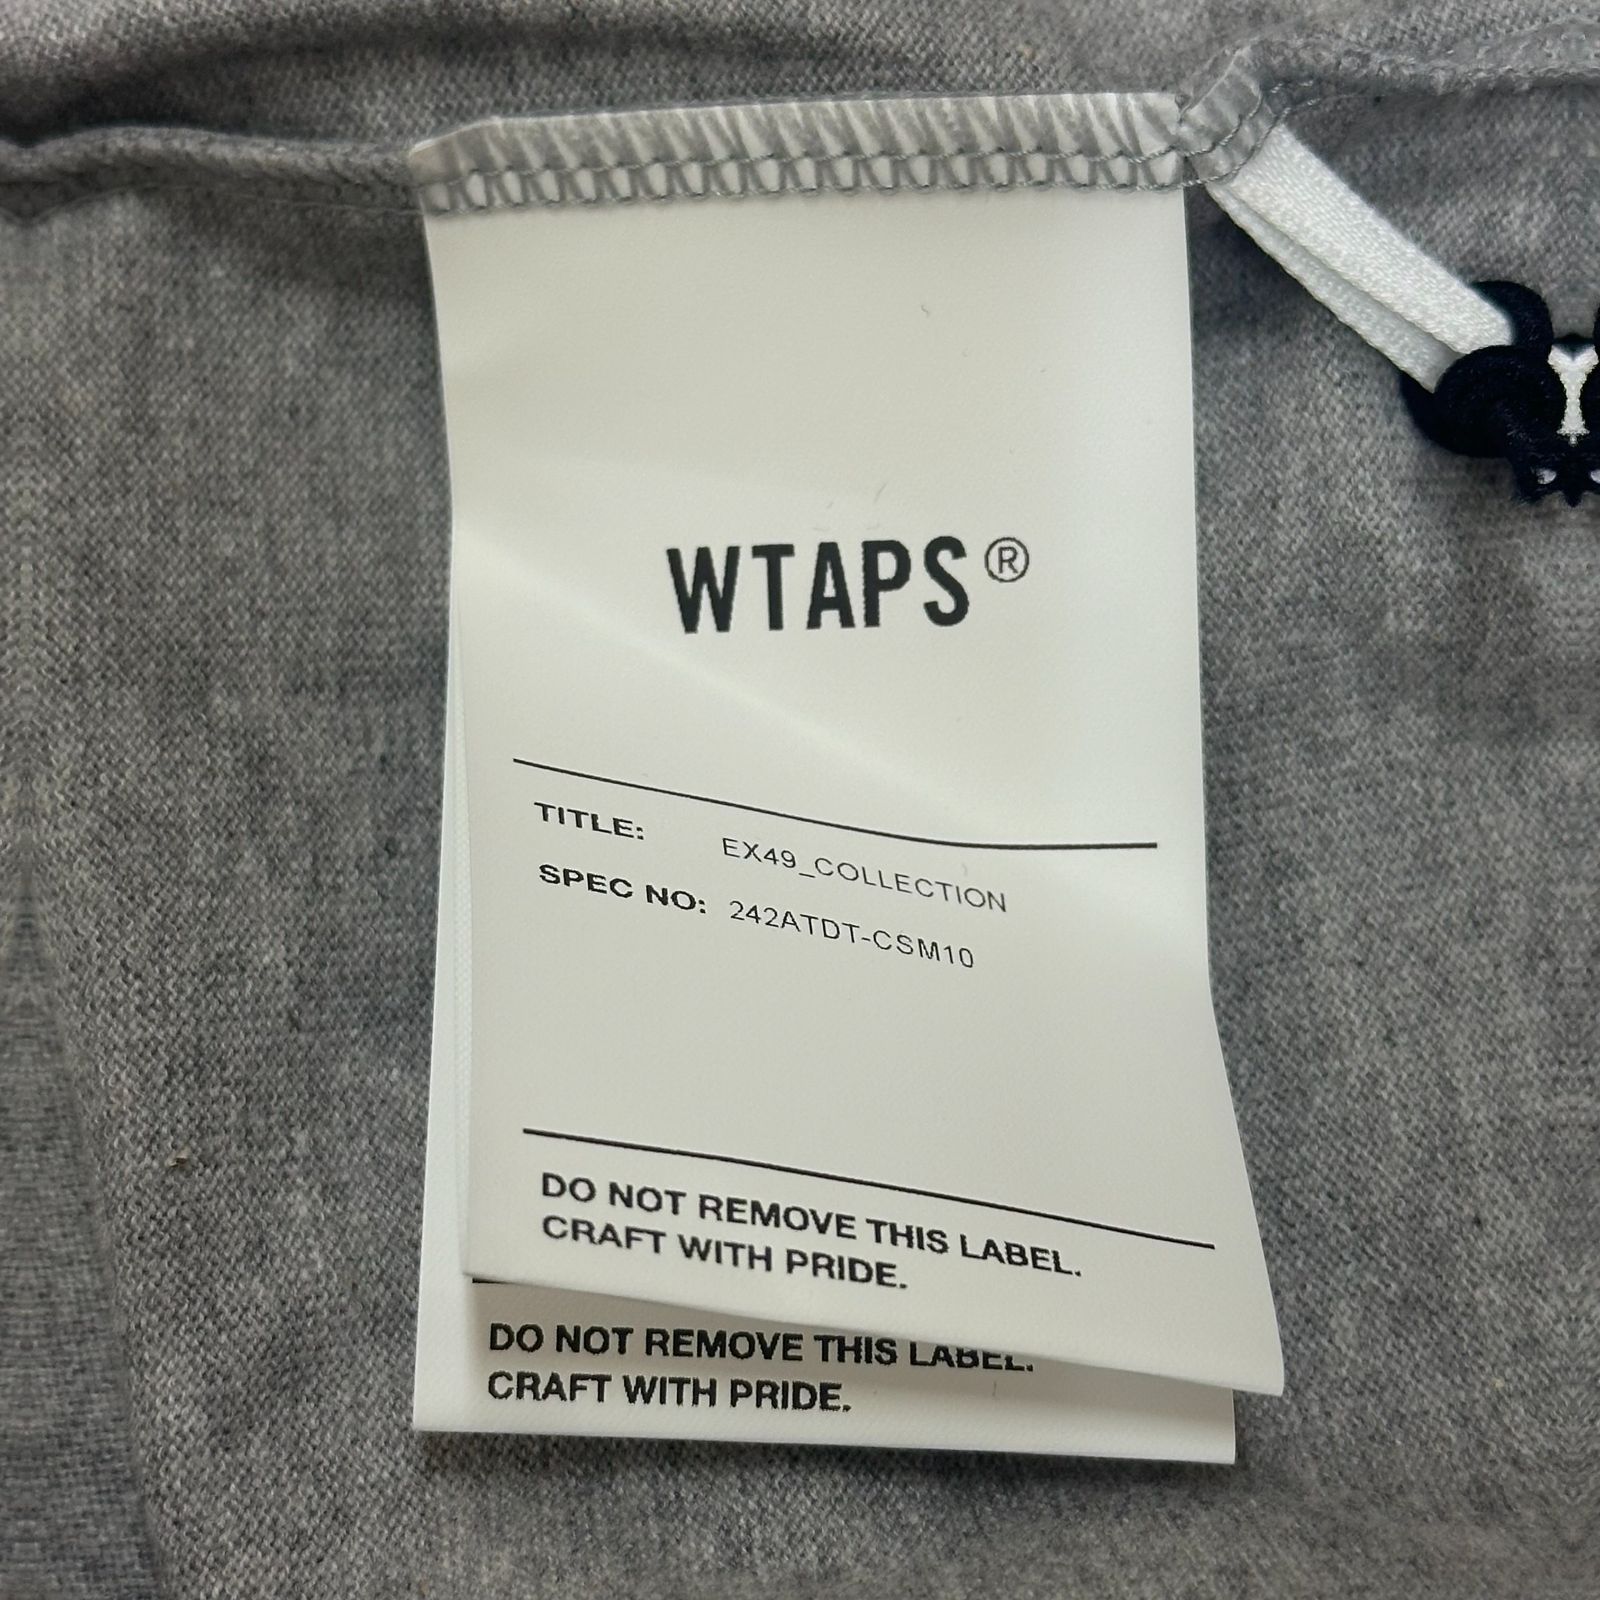 WTAPS®
TITLE: EX49_COLLECTION
SPEC NO: 242ATDT-CSM10
DO NOT REMOVE THIS LABEL.
CRAFT WITH PRIDE.
DO NOT REMOVE THIS LABEL.
CRAFT WITH PRIDE.